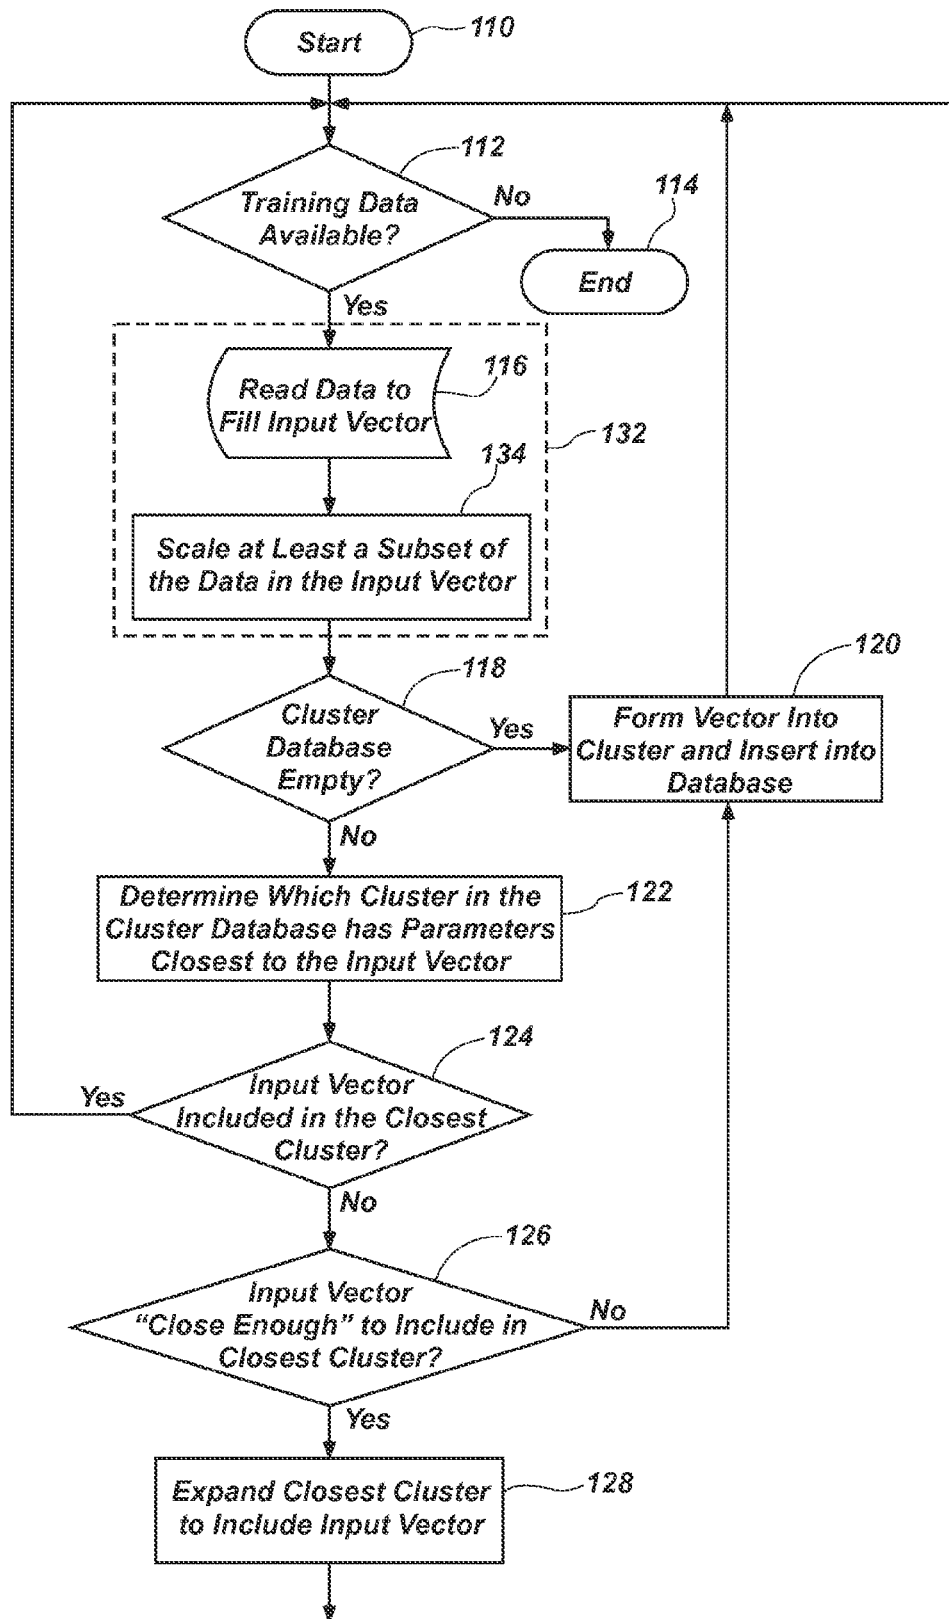 Start
110
112
Training Data
Available?
No
114
End
Yes
116
Read Data to
Fill Input Vector
132
134
Scale at Least a Subset of
the Data in the Input Vector
118
Cluster
Database
Empty?
Yes
120
Form Vector Into
Cluster and Insert into
Database
No
Determine Which Cluster in the
Cluster Database has Parameters
Closest to the Input Vector
122
124
Yes
Input Vector
Included in the Closest
Cluster?
No
126
Input Vector
“Close Enough” to Include in
Closest Cluster?
No
Yes
Expand Closest Cluster
to Include Input Vector
128